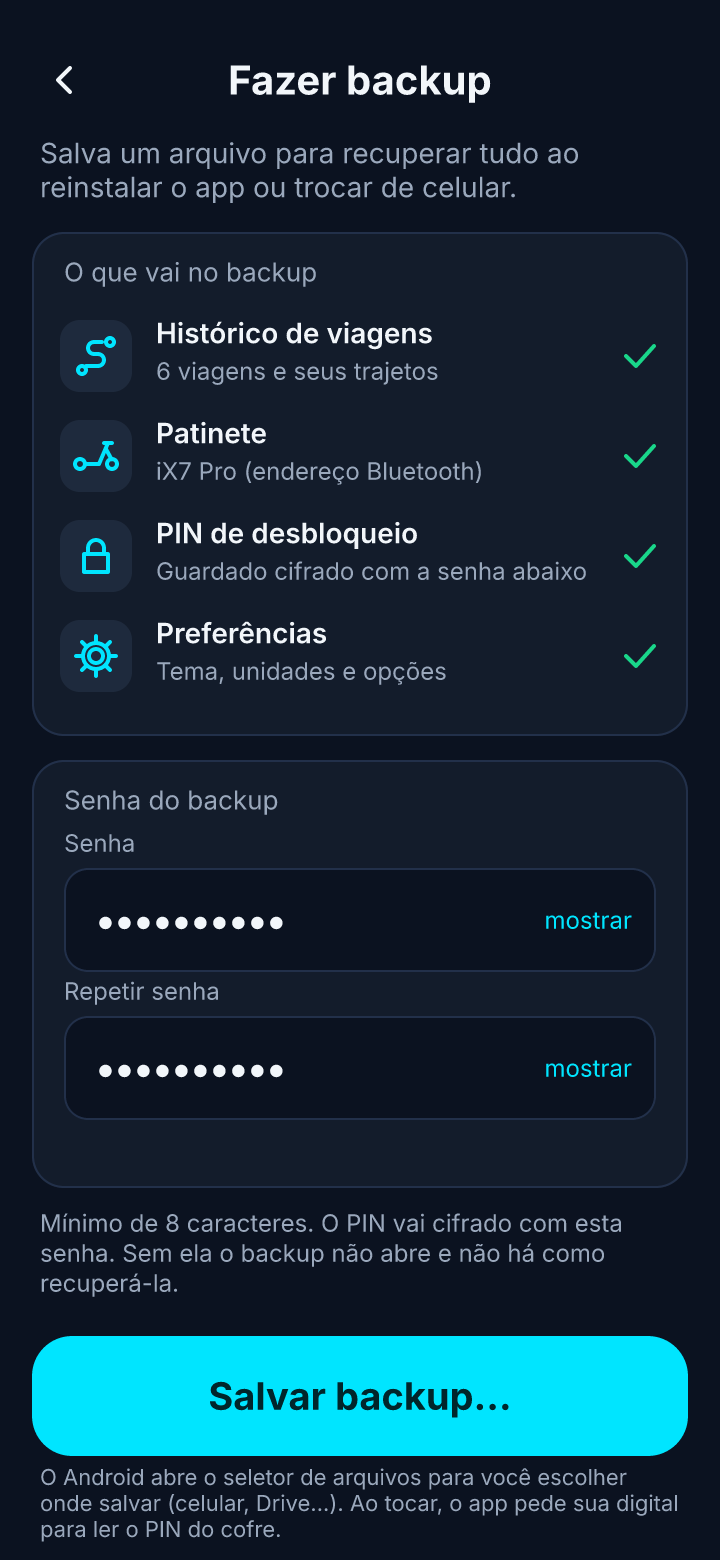 Fazer backup
Salva um arquivo para recuperar tudo ao
reinstalar o app ou trocar de celular.
O que vai no backup
Histórico de viagens
6 viagens e seus trajetos
Patinete
iX7 Pro (endereço Bluetooth)
PIN de desbloqueio
Guardado cifrado com a senha abaixo
Preferências
Tema, unidades e opções
Senha do backup
Senha
●●●●●●●●●● mostrar
Repetir senha
●●●●●●●●●● mostrar
Mínimo de 8 caracteres. O PIN vai cifrado com esta
senha. Sem ela o backup não abre e não há como
recuperá-la.
Salvar backup...
O Android abre o seletor de arquivos para você escolher
onde salvar (celular, Drive...). Ao tocar, o app pede sua digital
para ler o PIN do cofre.